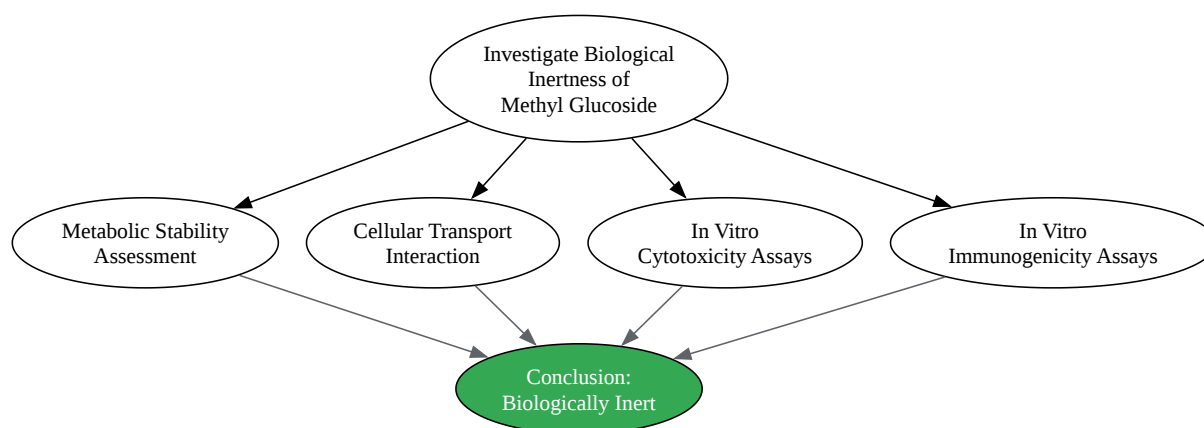 Investigate Biological
Inertness of
Methyl Glucoside
Metabolic Stability
Assessment
Cellular Transport
Interaction
In Vitro
Cytotoxicity Assays
In Vitro
Immunogenicity Assays
Conclusion:
Biologically Inert